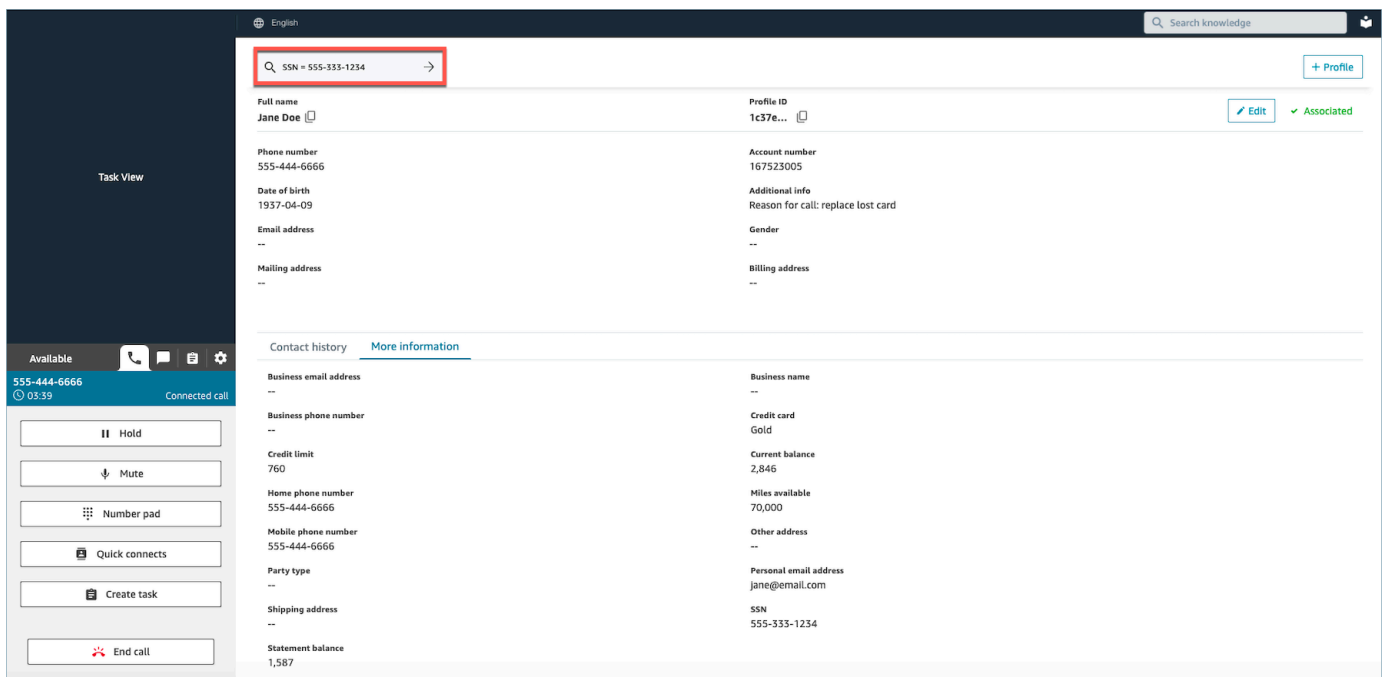 English
Search knowledge
SSN = 555-333-1234
+ Profile
Full name
Jane Doe
Profile ID
1c37e...
Edit
Associated
Phone number
555-444-6666
Account number
167523005
Date of birth
1937-04-09
Additional info
Reason for call: replace lost card
Email address
--
Gender
--
Mailing address
--
Billing address
--
Task View
Available
555-444-6666
03:39
Connected call
Hold
Mute
Number pad
Quick connects
Create task
End call
Contact history
More information
Business email address
--
Business name
--
Business phone number
--
Credit card
Gold
Credit limit
760
Current balance
2,846
Home phone number
555-444-6666
Miles available
70,000
Mobile phone number
555-444-6666
Other address
--
Party type
--
Personal email address
jane@email.com
Shipping address
--
SSN
555-333-1234
Statement balance
1,587